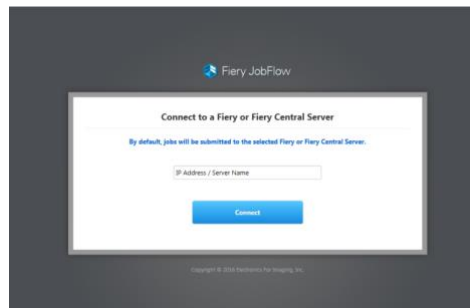 Fiery JobFlow
Connect to a Fiery or Fiery Central Server
By default, jobs will be submitted to the selected Fiery or Fiery Central Server.
IP Address / Server Name
Connect
Copyright © 2014 Electronics For Imaging, Inc.